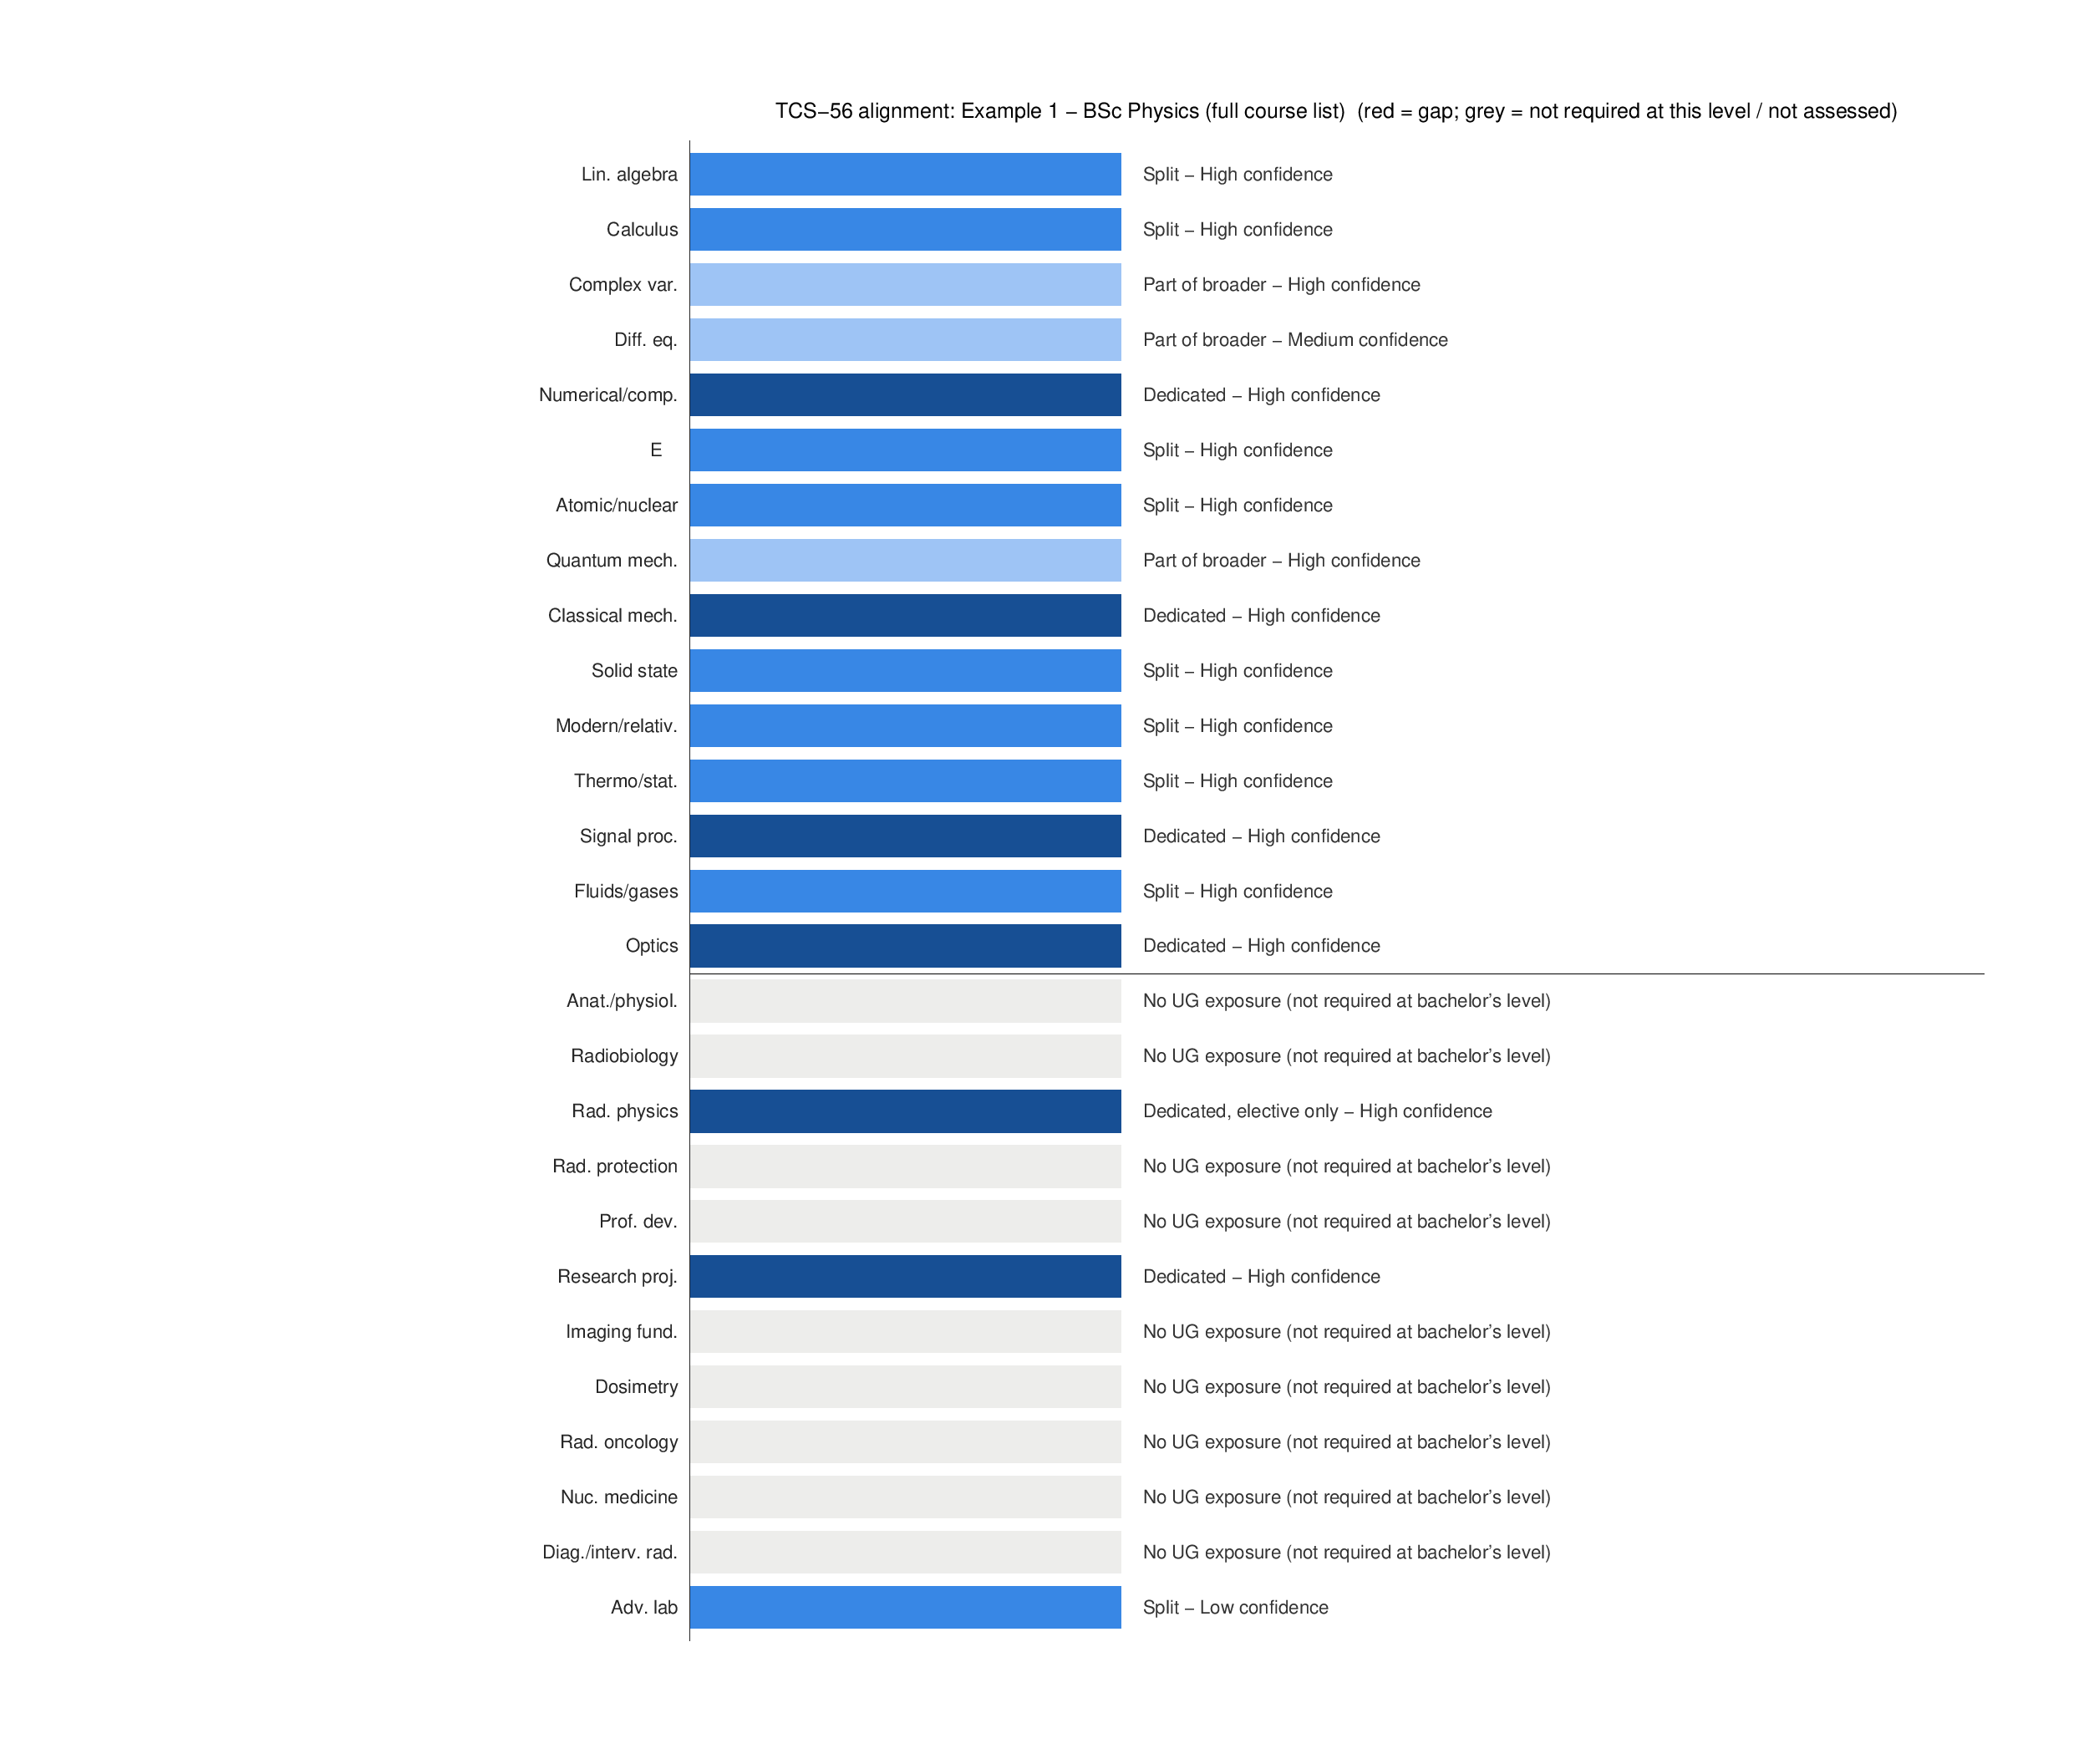 TCS−56 alignment: Example 1 − BSc Physics (full course list)  (red = gap; grey = not required at this level / not assessed)
Lin. algebra Split − High confidence
Calculus Split − High confidence
Complex var. Part of broader − High confidence
Diff. eq. Part of broader − Medium confidence
Numerical/comp. Dedicated − High confidence
E Split − High confidence
Atomic/nuclear Split − High confidence
Quantum mech. Part of broader − High confidence
Classical mech. Dedicated − High confidence
Solid state Split − High confidence
Modern/relativ. Split − High confidence
Thermo/stat. Split − High confidence
Signal proc. Dedicated − High confidence
Fluids/gases Split − High confidence
Optics Dedicated − High confidence
Anat./physiol. No UG exposure (not required at bachelor's level)
Radiobiology No UG exposure (not required at bachelor's level)
Rad. physics Dedicated, elective only − High confidence
Rad. protection No UG exposure (not required at bachelor's level)
Prof. dev. No UG exposure (not required at bachelor's level)
Research proj. Dedicated − High confidence
Imaging fund. No UG exposure (not required at bachelor's level)
Dosimetry No UG exposure (not required at bachelor's level)
Rad. oncology No UG exposure (not required at bachelor's level)
Nuc. medicine No UG exposure (not required at bachelor's level)
Diag./interv. rad. No UG exposure (not required at bachelor's level)
Adv. lab Split − Low confidence